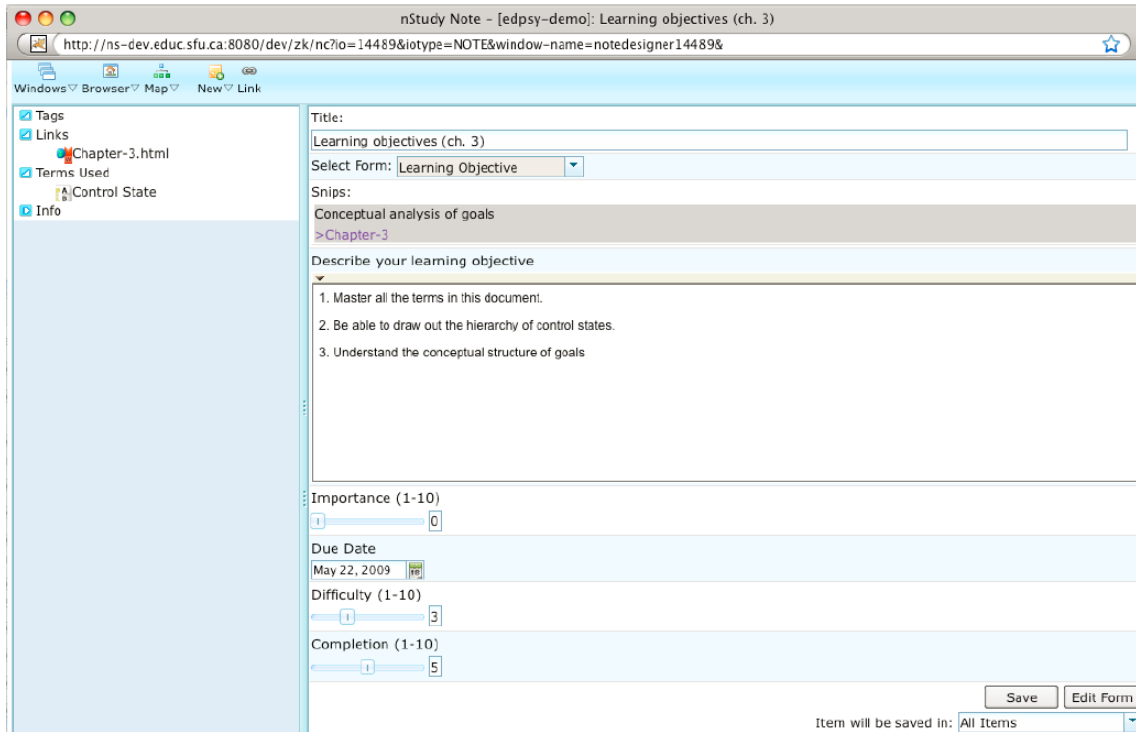 nStudy Note - [edpsy-demo]: Learning objectives (ch. 3)
http://ns-dev.educ.sfu.ca:8080/dev/zk/nc?io=14489&iotype=NOTE&window-name=notedesigner14489&
Windows Browser Map New Link
Tags
Links
Chapter-3.html
Terms Used
Control State
Info
Title:
Learning objectives (ch. 3)
Select Form: Learning Objective
Snips:
Conceptual analysis of goals
>Chapter-3
Describe your learning objective
1. Master all the terms in this document.
2. Be able to draw out the hierarchy of control states.
3. Understand the conceptual structure of goals
Importance (1-10)
0
Due Date
May 22, 2009
Difficulty (1-10)
3
Completion (1-10)
5
Save Edit Form
Item will be saved in: All Items